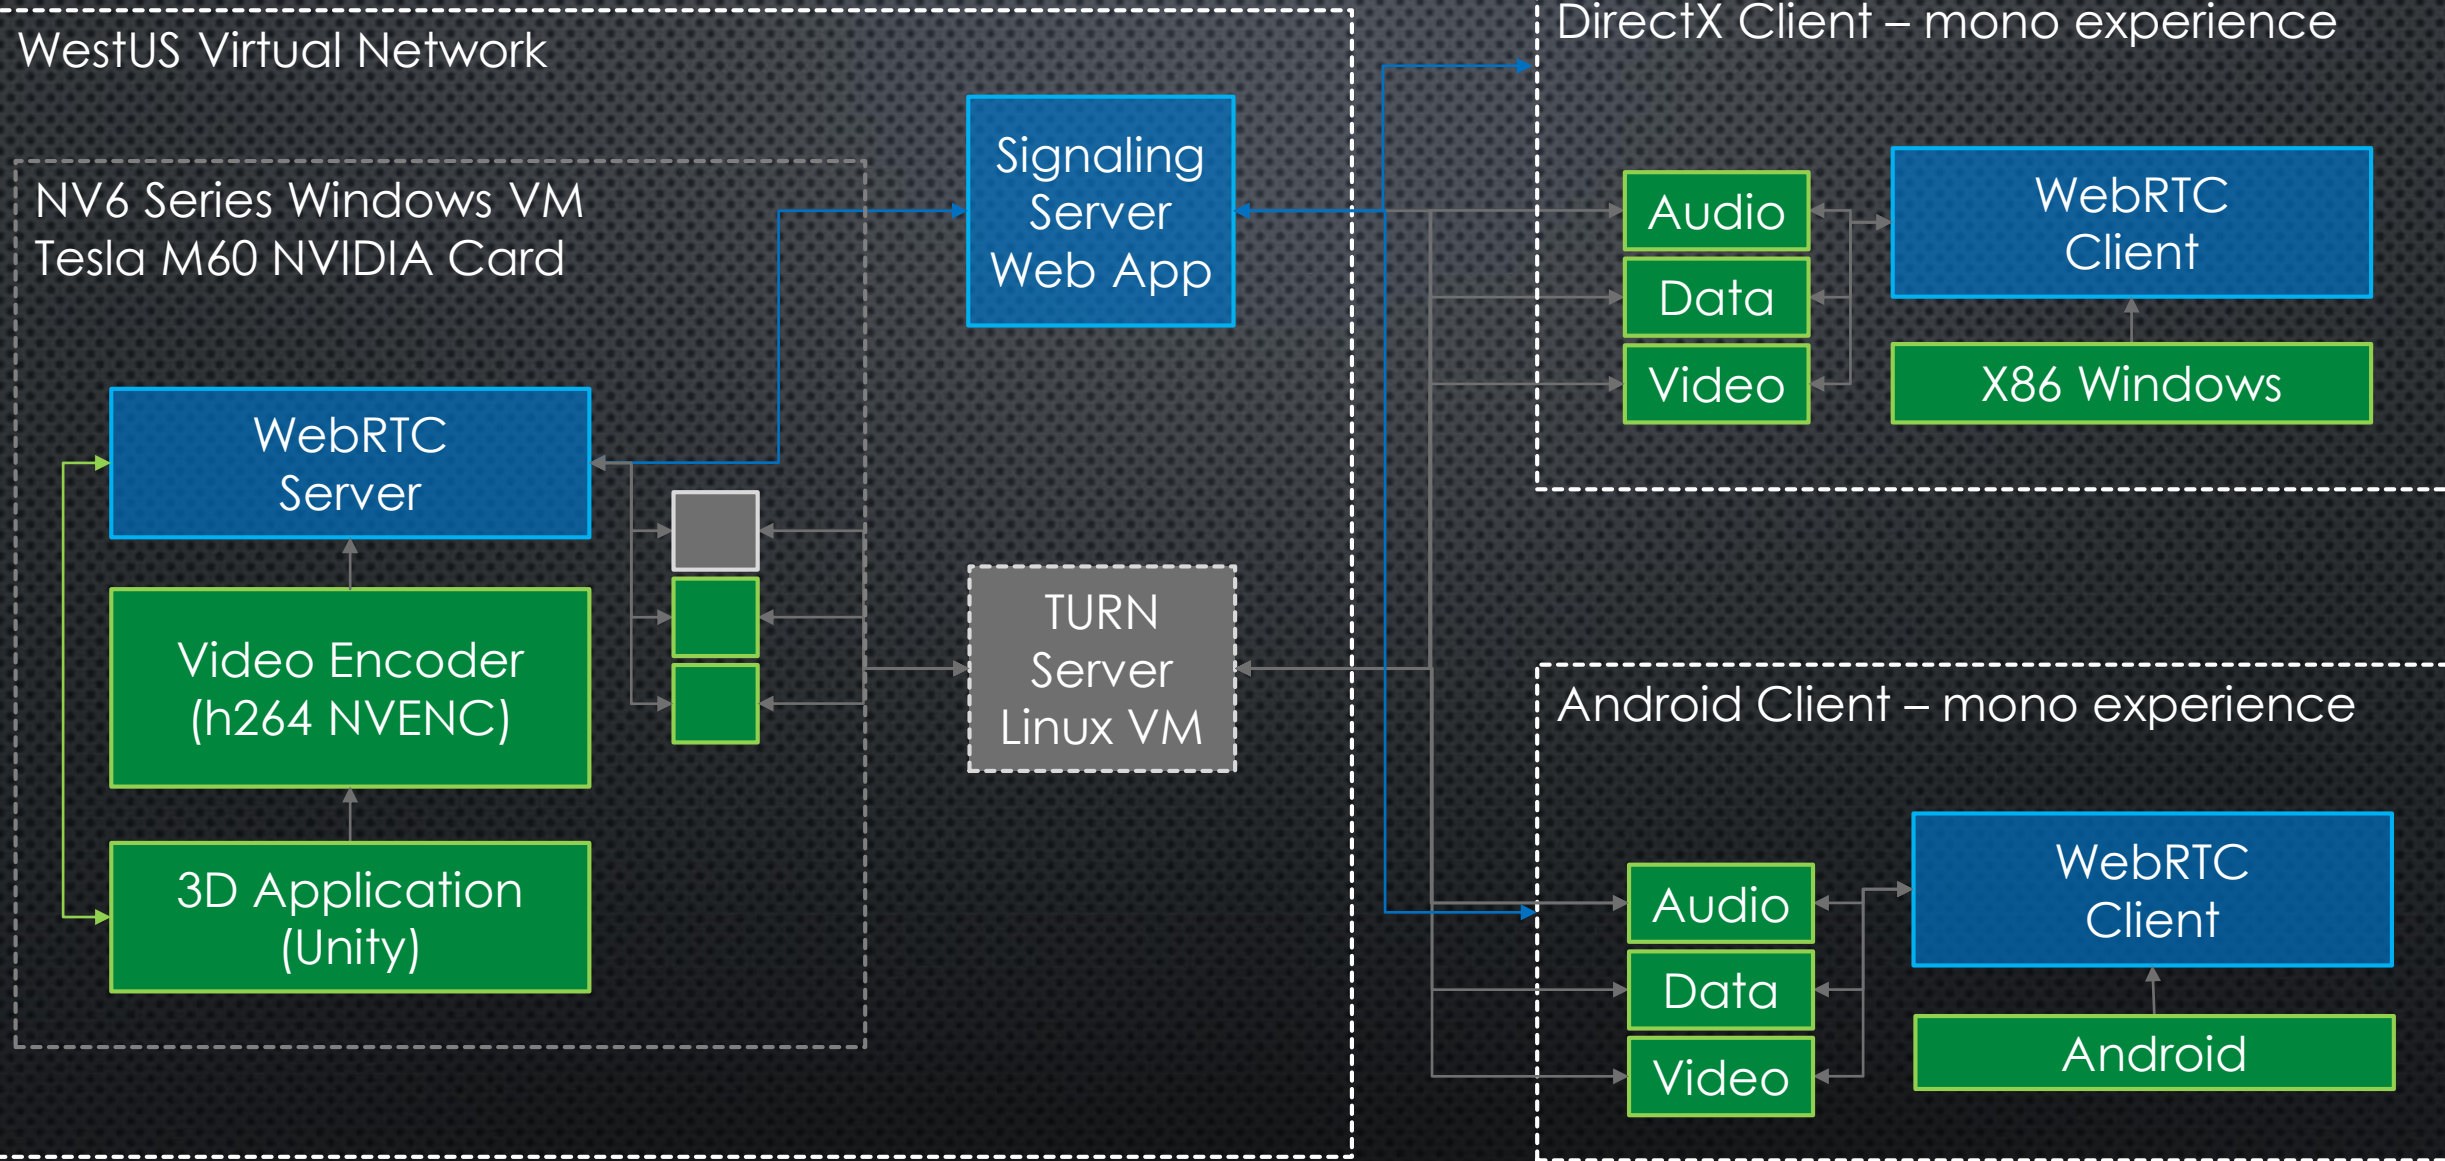 WestUS Virtual Network
NV6 Series Windows VM
Tesla M60 NVIDIA Card
WebRTC
Server
Video Encoder
(h264 NVENC)
3D Application
(Unity)
Signaling
Server
Web App
TURN
Server
Linux VM
DirectX Client – mono experience
Audio
Data
Video
WebRTC
Client
X86 Windows
Android Client – mono experience
Audio
Data
Video
WebRTC
Client
Android